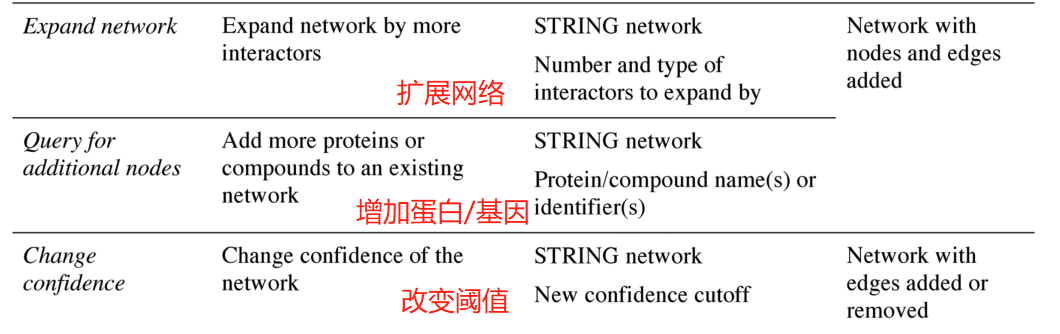 Expand network
Expand network by more
interactors
扩展网络
STRING network
Number and type of
interactors to expand by
Network with
nodes and edges
added
Query for
additional nodes
Add more proteins or
compounds to an existing
network
增加蛋白/基因
STRING network
Protein/compound name(s) or
identifier(s)
Change
confidence
Change confidence of the
network
改变阈值
STRING network
New confidence cutoff
Network with
edges added or
removed